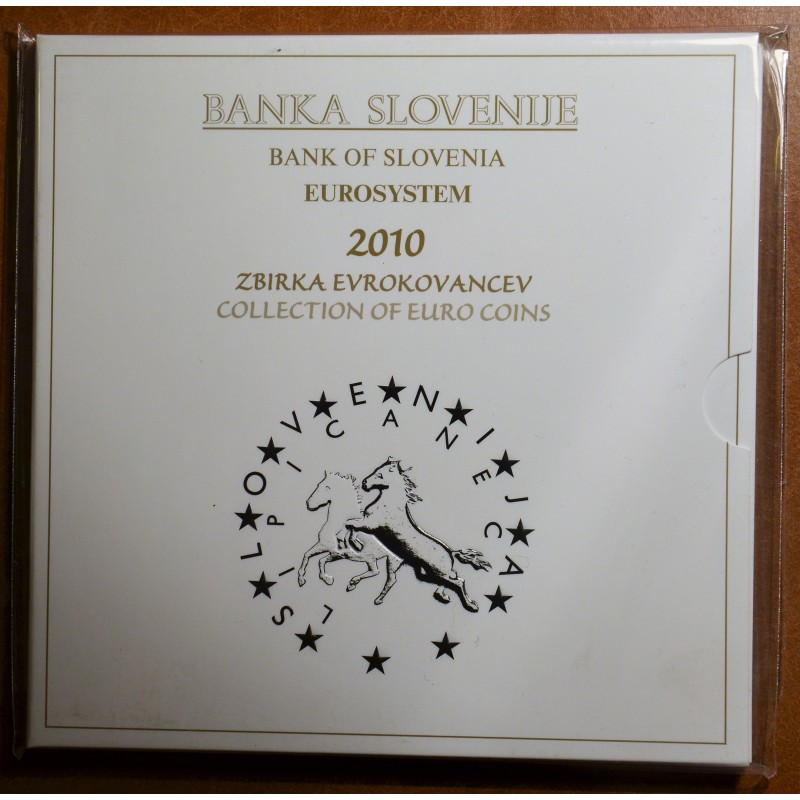 BANKA SLOVENIJE
BANK OF SLOVENIA
EUROSYSTEM
2010
ZBIRKA EVROKOVANCEV
COLLECTION OF EURO COINS
SLOVENIJA
LIPICANEC